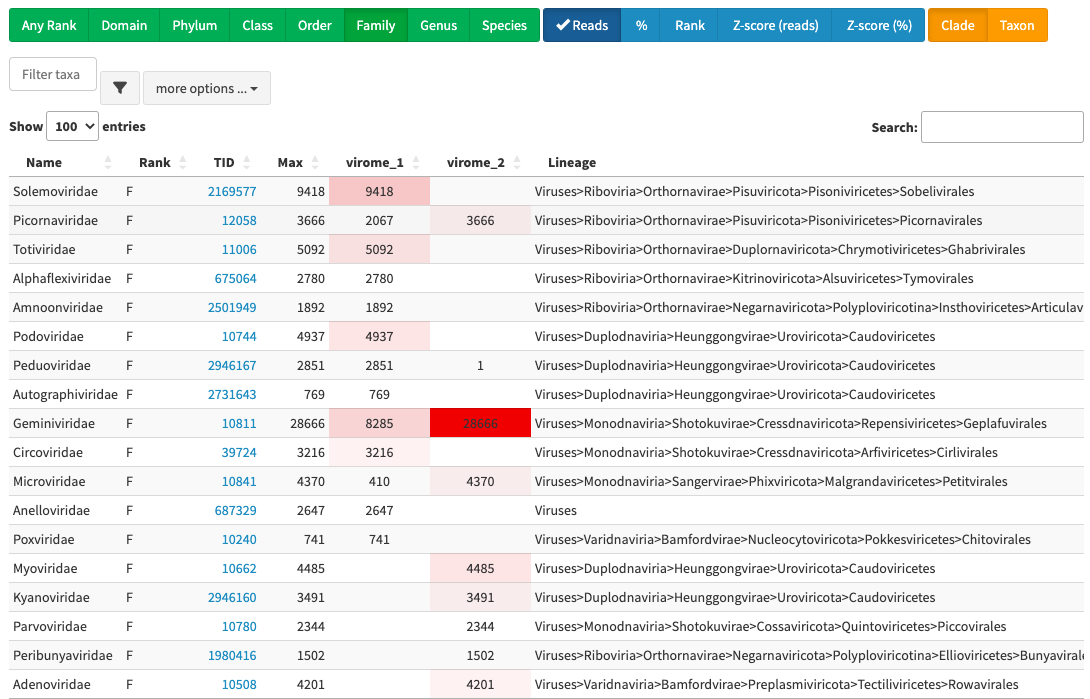 Any Rank Domain Phylum Class Order Family Genus Species Reads % Rank Z-score (reads) Z-score (%) Clade Taxon
Filter taxa more options ...
Show 100 entries Search:
Name Rank TID Max virome_1 virome_2 Lineage
Solemoviridae F 2169577 9418 9418 Viruses>Riboviria>Orthornavirae>Pisuviricota>Pisoniviricetes>Sobelivirales
Picornaviridae F 12058 3666 2067 3666 Viruses>Riboviria>Orthornavirae>Pisuviricota>Pisoniviricetes>Picornavirales
Totiviridae F 11006 5092 5092 Viruses>Riboviria>Orthornavirae>Duplornaviricota>Chrymotiviricetes>Ghabrivirales
Alphaflexiviridae F 675064 2780 2780 Viruses>Riboviria>Orthornavirae>Kitrinoviricota>Alsuviricetes>Tymovirales
Amnoonviridae F 2501949 1892 1892 Viruses>Riboviria>Orthornavirae>Negarnaviricota>Polyploviricotina>Insthoviricetes>Articulav
Podoviridae F 10744 4937 4937 Viruses>Duplodnaviria>Heunggongvirae>Uroviricota>Caudoviricetes
Peduoviridae F 2946167 2851 2851 1 Viruses>Duplodnaviria>Heunggongvirae>Uroviricota>Caudoviricetes
Autographiviridae F 2731643 769 769 Viruses>Duplodnaviria>Heunggongvirae>Uroviricota>Caudoviricetes
Geminiviridae F 10811 28666 8285 28666 Viruses>Monodnaviria>Shotokuvirae>Cressdnaviricota>Repensiviricetes>Geplafuvirales
Circoviridae F 39724 3216 3216 Viruses>Monodnaviria>Shotokuvirae>Cressdnaviricota>Arfiviricetes>Cirlivirales
Microviridae F 10841 4370 410 4370 Viruses>Monodnaviria>Sangervirae>Phixviricota>Malgrandaviricetes>Petitvirales
Anelloviridae F 687329 2647 2647 Viruses
Poxviridae F 10240 741 741 Viruses>Varidnaviria>Bamfordvirae>Nucleocytoviricota>Pokkesviricetes>Chitovirales
Myoviridae F 10662 4485 4485 Viruses>Duplodnaviria>Heunggongvirae>Uroviricota>Caudoviricetes
Kyanoviridae F 2946160 3491 3491 Viruses>Duplodnaviria>Heunggongvirae>Uroviricota>Caudoviricetes
Parvoviridae F 10780 2344 2344 Viruses>Monodnaviria>Shotokuvirae>Cossaviricota>Quintoviricetes>Piccovirales
Peribunyaviridae F 1980416 1502 1502 Viruses>Riboviria>Orthornavirae>Negarnaviricota>Polyploviricotina>Ellioviricetes>Bunyavirale
Adenoviridae F 10508 4201 4201 Viruses>Varidnaviria>Bamfordvirae>Preplasmiviricota>Tectiliviricetes>Rowavirales